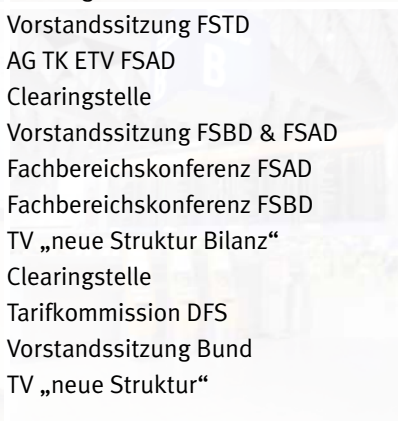 Vorstandssitzung FSTD
AG TK ETV FSAD
Clearingstelle
Vorstandssitzung FSBD & FSAD
Fachbereichskonferenz FSAD
Fachbereichskonferenz FSBD
TV „neue Struktur Bilanz“
Clearingstelle
Tarifkommission DFS
Vorstandssitzung Bund
TV „neue Struktur“